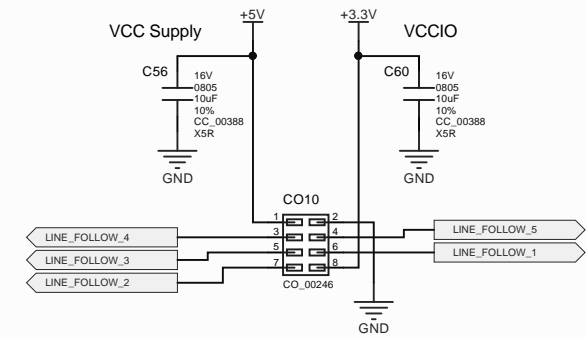 +5V
+3.3V
VCC Supply
VCCIO
C56
16V
0805
10uF
10%
CC_00388
X5R
GND
C60
16V
0805
10uF
10%
CC_00388
X5R
GND
CO10
1
2
3
4
5
6
7
8
CO_00246
LINE_FOLLOW_4
LINE_FOLLOW_3
LINE_FOLLOW_2
LINE_FOLLOW_5
LINE_FOLLOW_1
GND